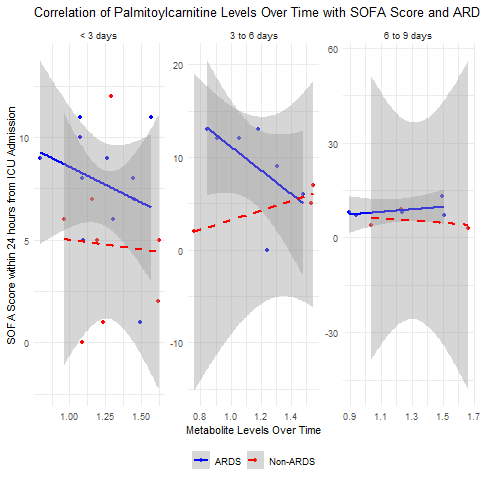 Correlation of Palmitoylcarnitine Levels Over Time with SOFA Score and ARD
< 3 days
3 to 6 days
6 to 9 days
SOFA Score within 24 hours from ICU Admission
10
5
0
20
10
0
-10
60
30
0
-30
1.00 1.25 1.50
0.8 1.0 1.2 1.4
0.9 1.1 1.3 1.5 1.7
Metabolite Levels Over Time
ARDS
Non-ARDS